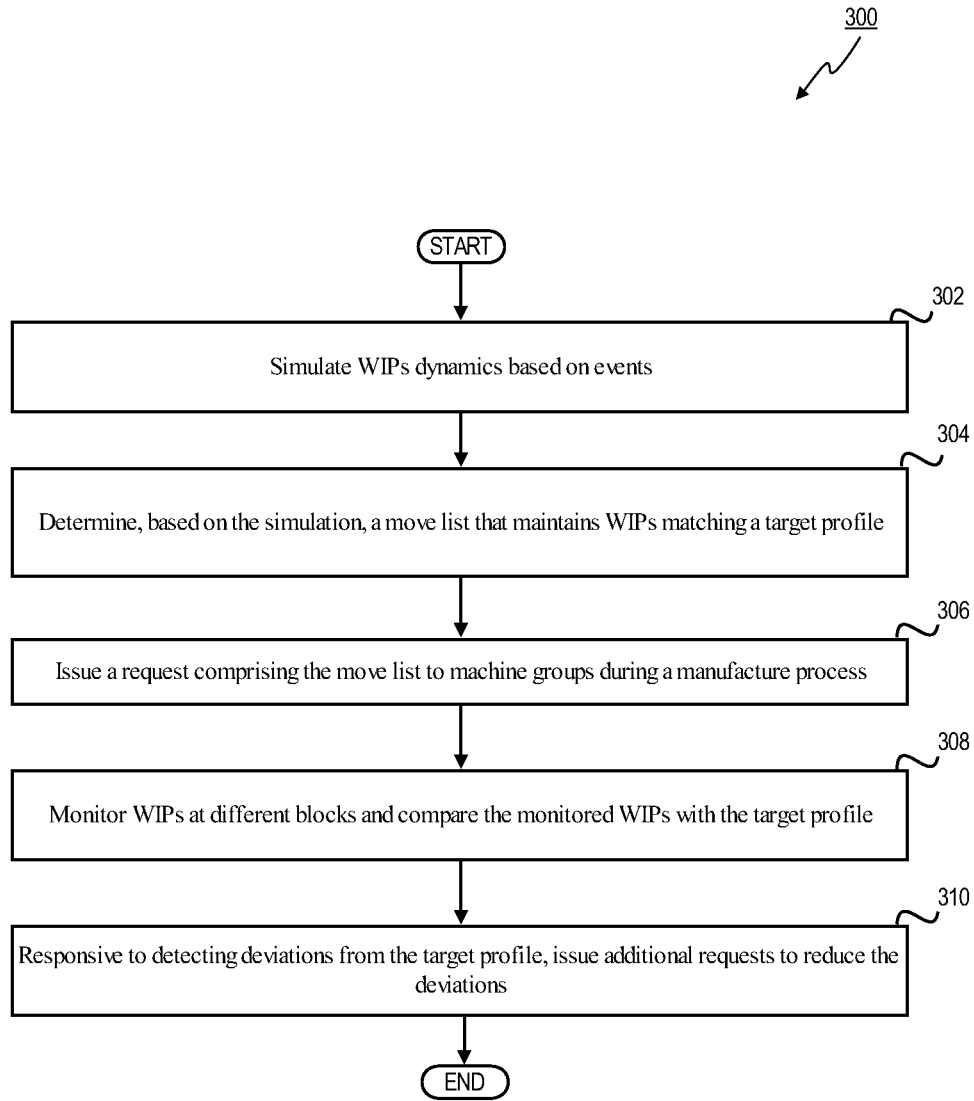 300
START
302
Simulate WIPs dynamics based on events
304
Determine, based on the simulation, a move list that maintains WIPs matching a target profile
306
Issue a request comprising the move list to machine groups during a manufacture process
308
Monitor WIPs at different blocks and compare the monitored WIPs with the target profile
310
Responsive to detecting deviations from the target profile, issue additional requests to reduce the
deviations
END